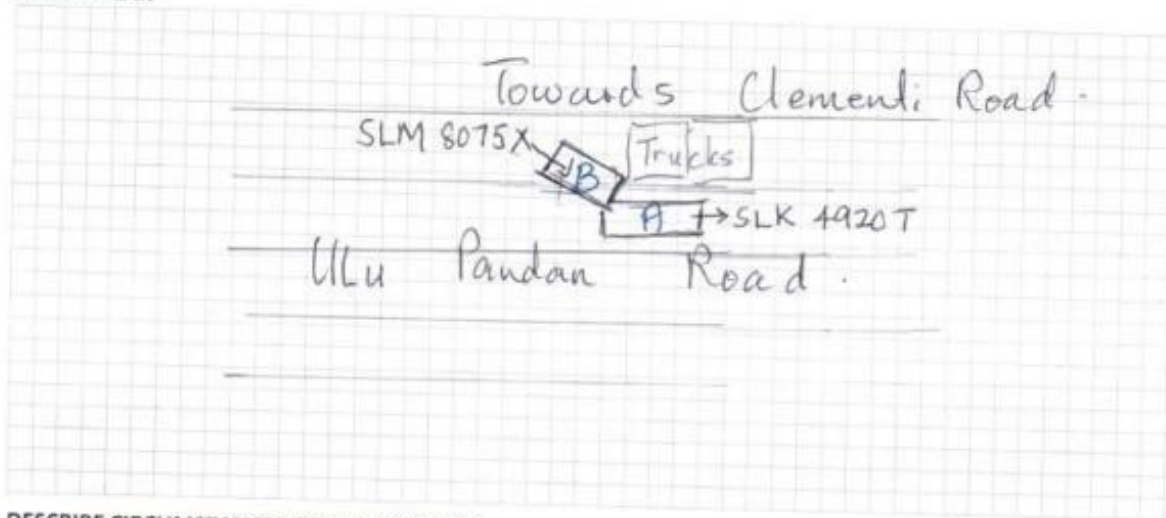 Towards Clementi Road.
SLM 8075X
Trucks
B
A
SLK 4920T
Ulu Pandan Road.